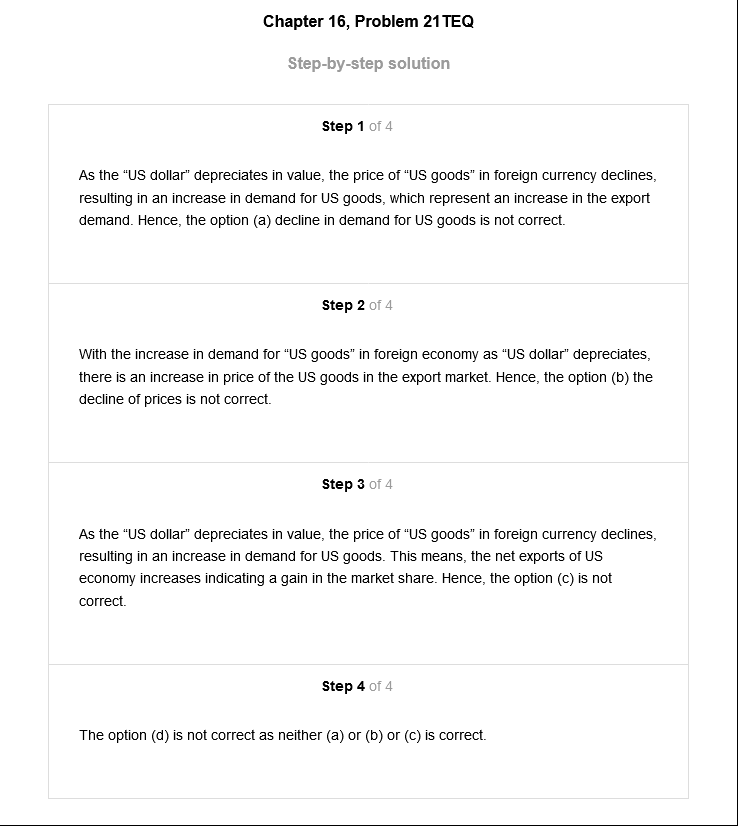 Chapter 16, Problem 21TEQ
Step-by-step solution
Step 1 of 4
As the “US dollar” depreciates in value, the price of “US goods” in foreign currency declines,
resulting in an increase in demand for US goods, which represent an increase in the export
demand. Hence, the option (a) decline in demand for US goods is not correct.
Step 2 of 4
With the increase in demand for “US goods” in foreign economy as “US dollar” depreciates,
there is an increase in price of the US goods in the export market. Hence, the option (b) the
decline of prices is not correct.
Step 3 of 4
As the “US dollar” depreciates in value, the price of “US goods” in foreign currency declines,
resulting in an increase in demand for US goods. This means, the net exports of US
economy increases indicating a gain in the market share. Hence, the option (c) is not
correct.
Step 4 of 4
The option (d) is not correct as neither (a) or (b) or (c) is correct.